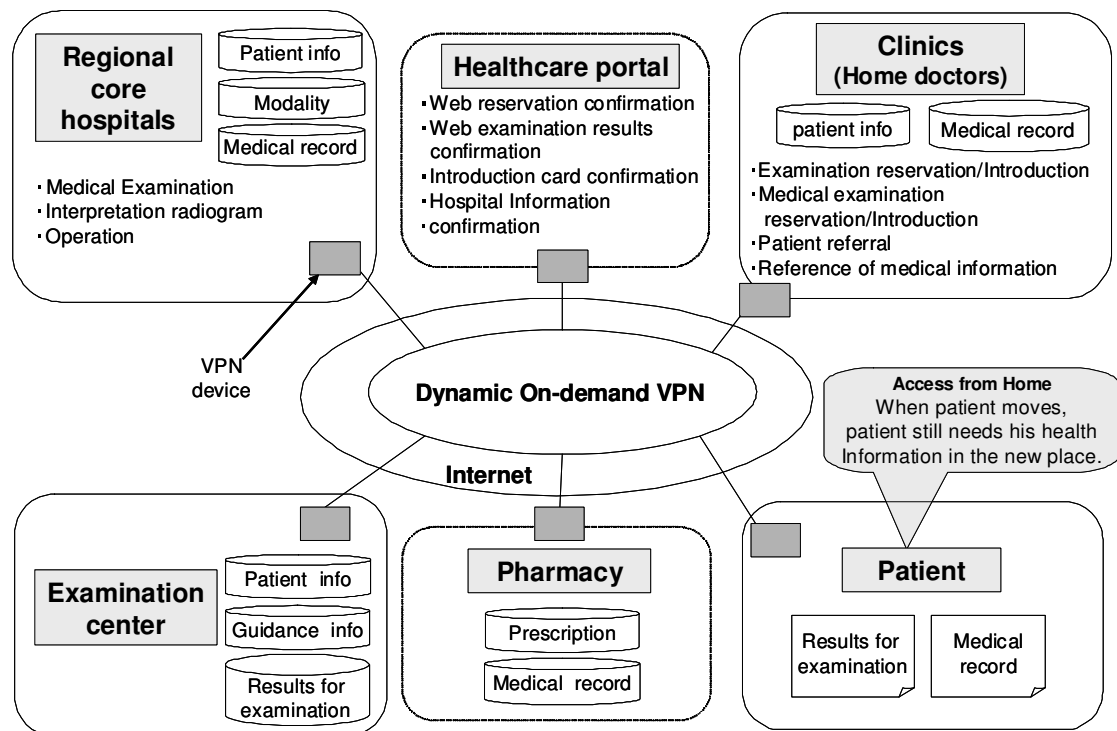 Regional
core
hospitals
Patient info
Modality
Medical record
・Medical Examination
・Interpretation radiogram
・Operation
VPN
device
Healthcare portal
・Web reservation confirmation
・Web examination results
confirmation
・Introduction card confirmation
・Hospital Information
・confirmation
Clinics
(Home doctors)
patient info
Medical record
・Examination reservation/Introduction
・Medical examination
reservation/Introduction
・Patient referral
・Reference of medical information
Dynamic On-demand VPN
Internet
Access from Home
When patient moves,
patient still needs his health
Information in the new place.
Examination
center
Patient info
Guidance info
Results for
examination
Pharmacy
Prescription
Medical record
Patient
Results for
examination
Medical
record